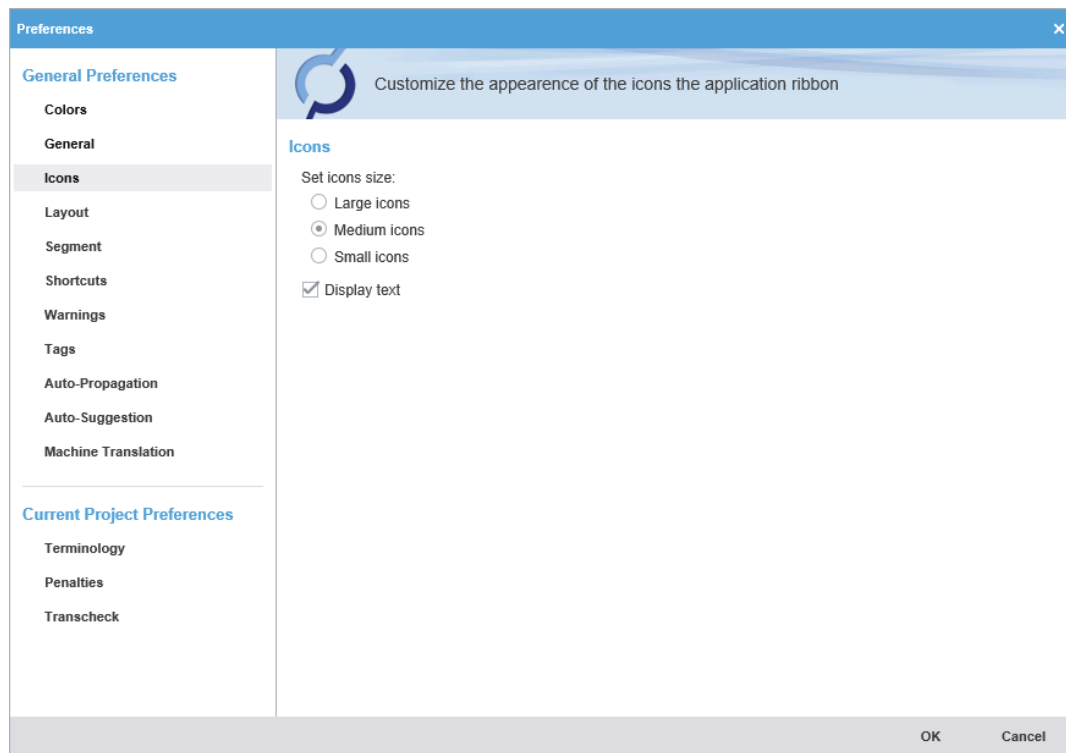 Preferences
General Preferences
Colors
General
Icons
Layout
Segment
Shortcuts
Warnings
Tags
Auto-Propagation
Auto-Suggestion
Machine Translation
Current Project Preferences
Terminology
Penalties
Transcheck
Customize the appearence of the icons the application ribbon
Icons
Set icons size:
Large icons
Medium icons
Small icons
Display text
OK Cancel